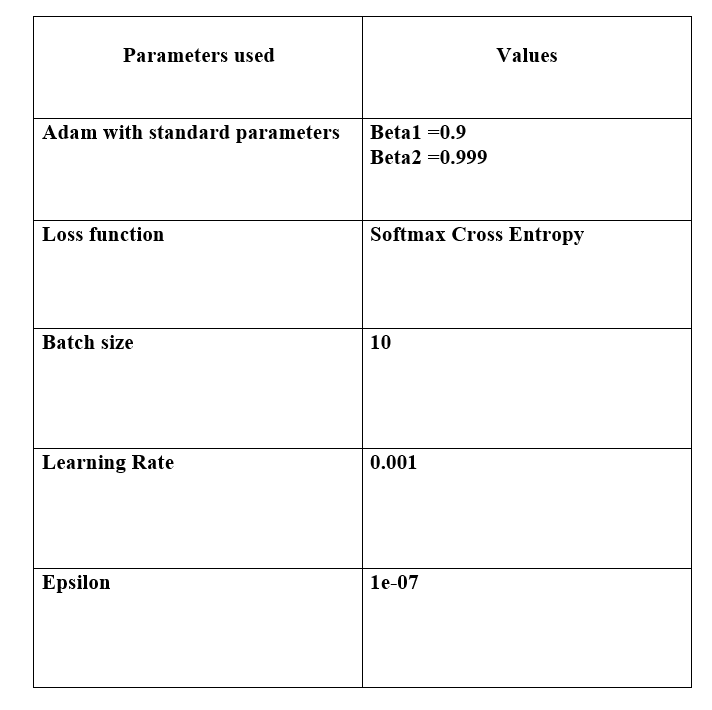 Parameters used
Values
Adam with standard parameters
Beta1 =0.9
Beta2 =0.999
Loss function
Softmax Cross Entropy
Batch size
10
Learning Rate
0.001
Epsilon
1e-07